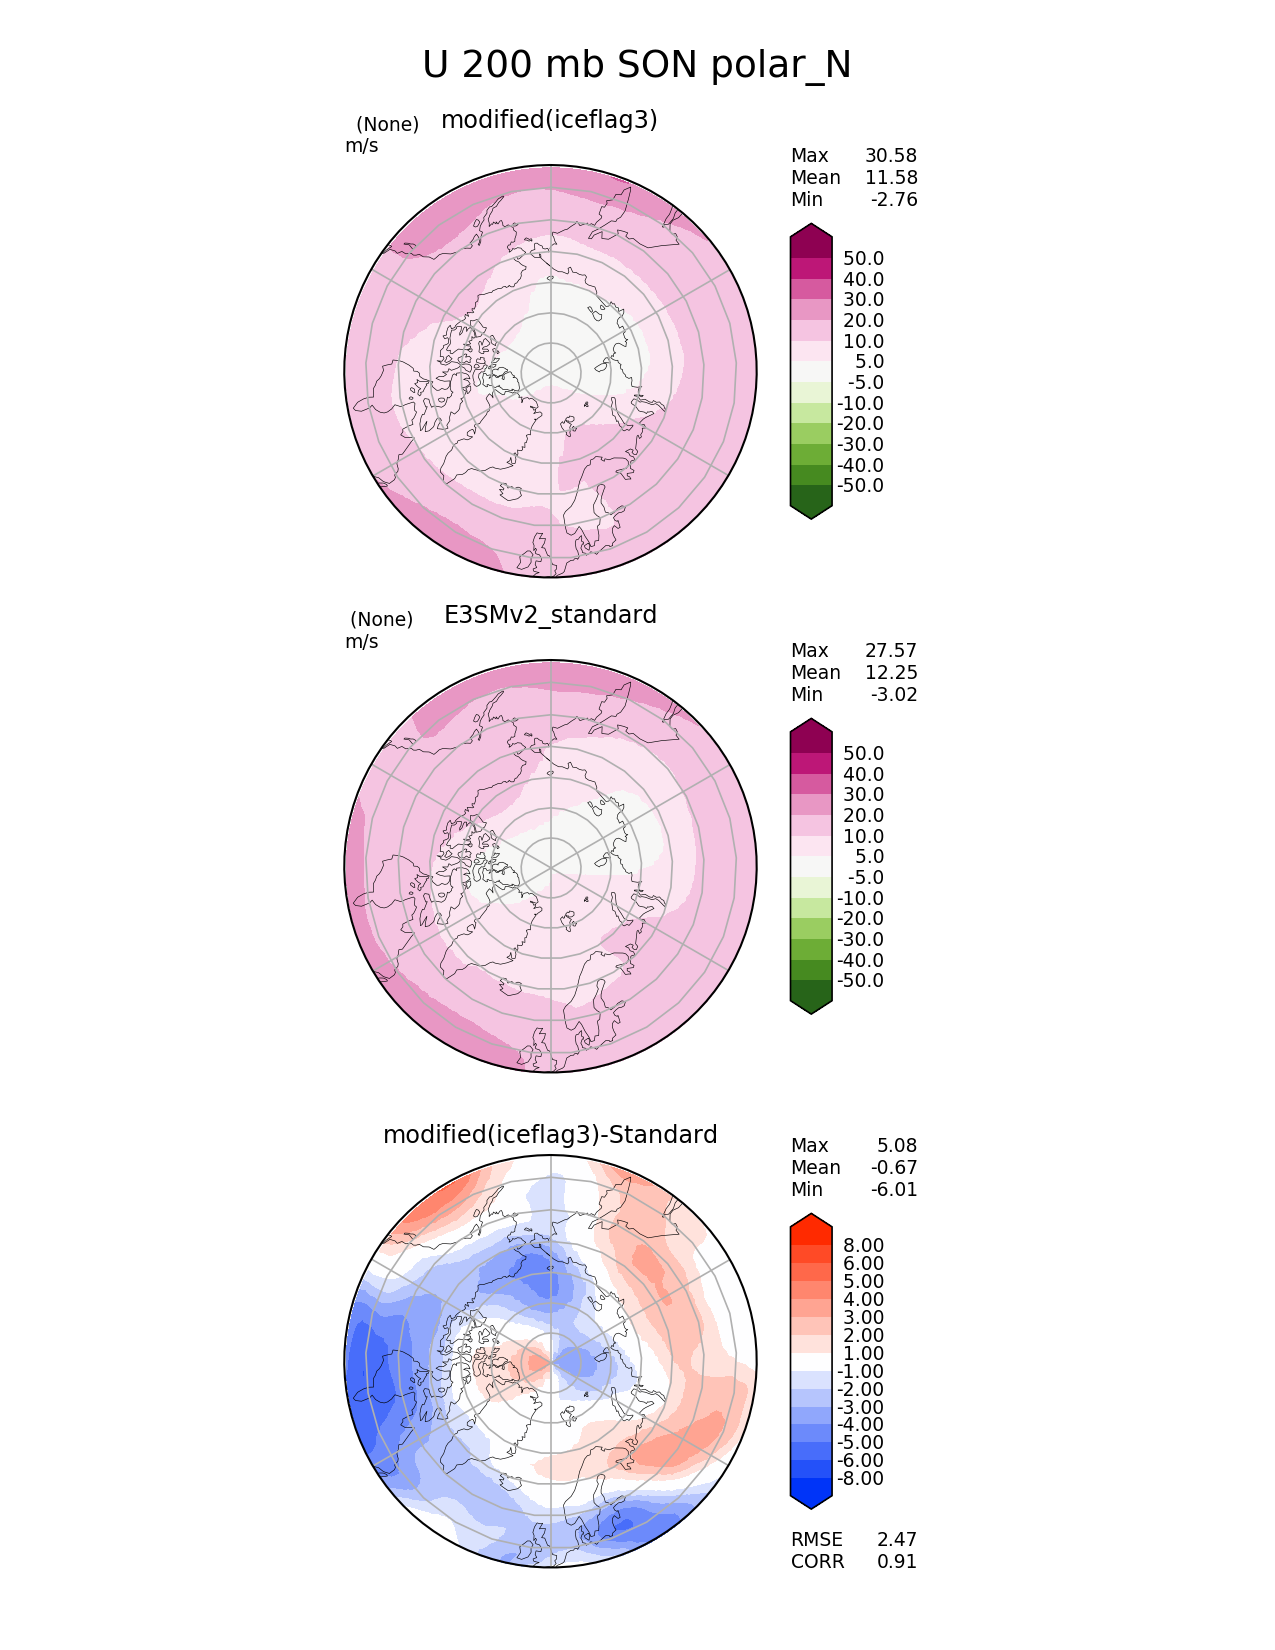 U 200 mb SON polar_N
(None)
modified(iceflag3)
m/s
Max 30.58
Mean 11.58
Min -2.76
50.0
40.0
30.0
20.0
10.0
5.0
-5.0
-10.0
-20.0
-30.0
-40.0
-50.0
(None)
E3SMv2_standard
m/s
Max 27.57
Mean 12.25
Min -3.02
50.0
40.0
30.0
20.0
10.0
5.0
-5.0
-10.0
-20.0
-30.0
-40.0
-50.0
modified(iceflag3)-Standard
Max 5.08
Mean -0.67
Min -6.01
8.00
6.00
5.00
4.00
3.00
2.00
1.00
-1.00
-2.00
-3.00
-4.00
-5.00
-6.00
-8.00
RMSE 2.47
CORR 0.91